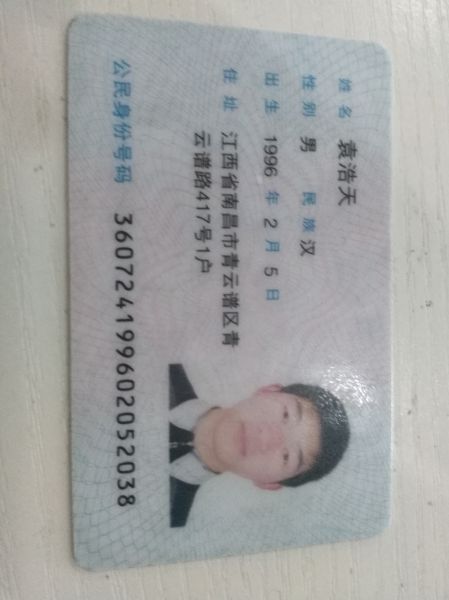 姓名 袁浩天
性别 男 民族 汉
出生 1996 年 2 月 5 日
住址 江西省南昌市青云谱区青
云谱路417号1户
公民身份号码 360724199602052038